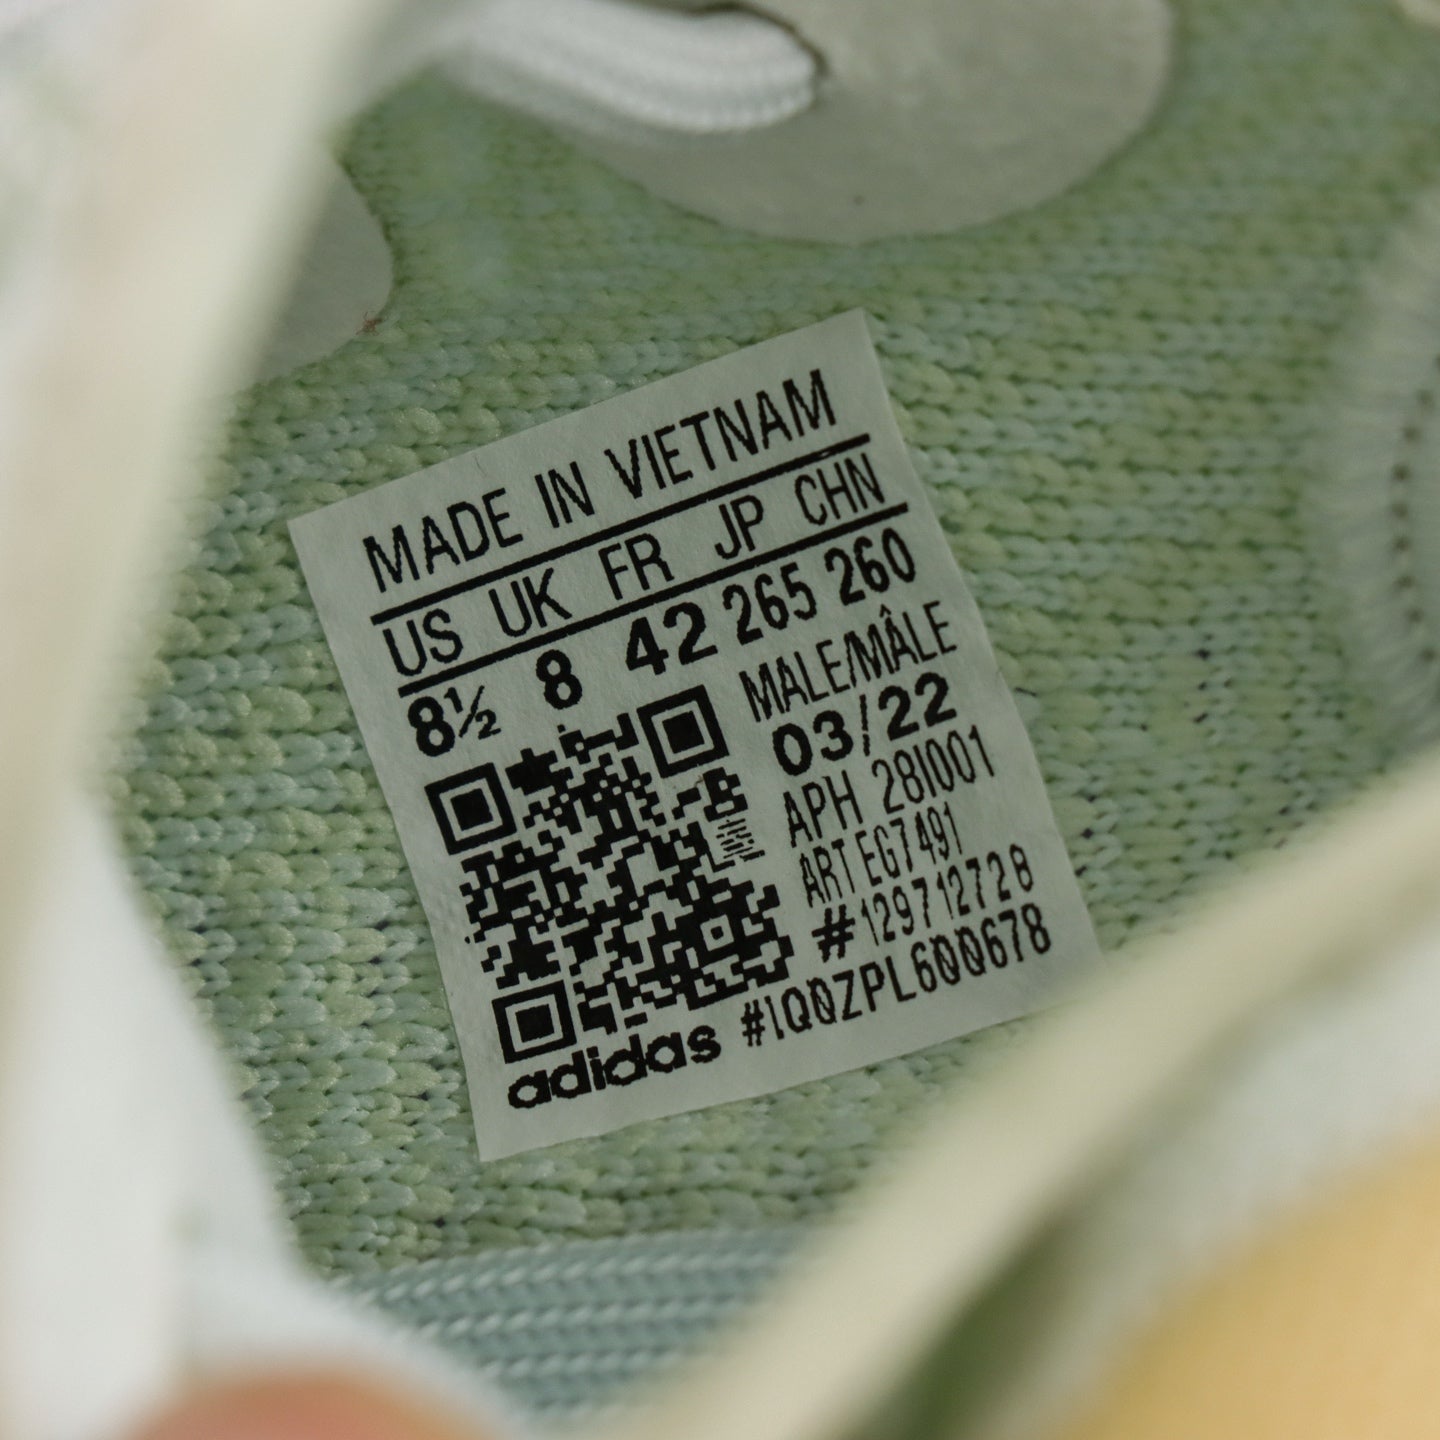 MADE IN VIETNAM
US UK FR JP CHN
8½ 8 42 265 260
MALE/MÂLE
03/22
APH 28I001
ART EG7491
#129712728
adidas #IQ0ZPL600678